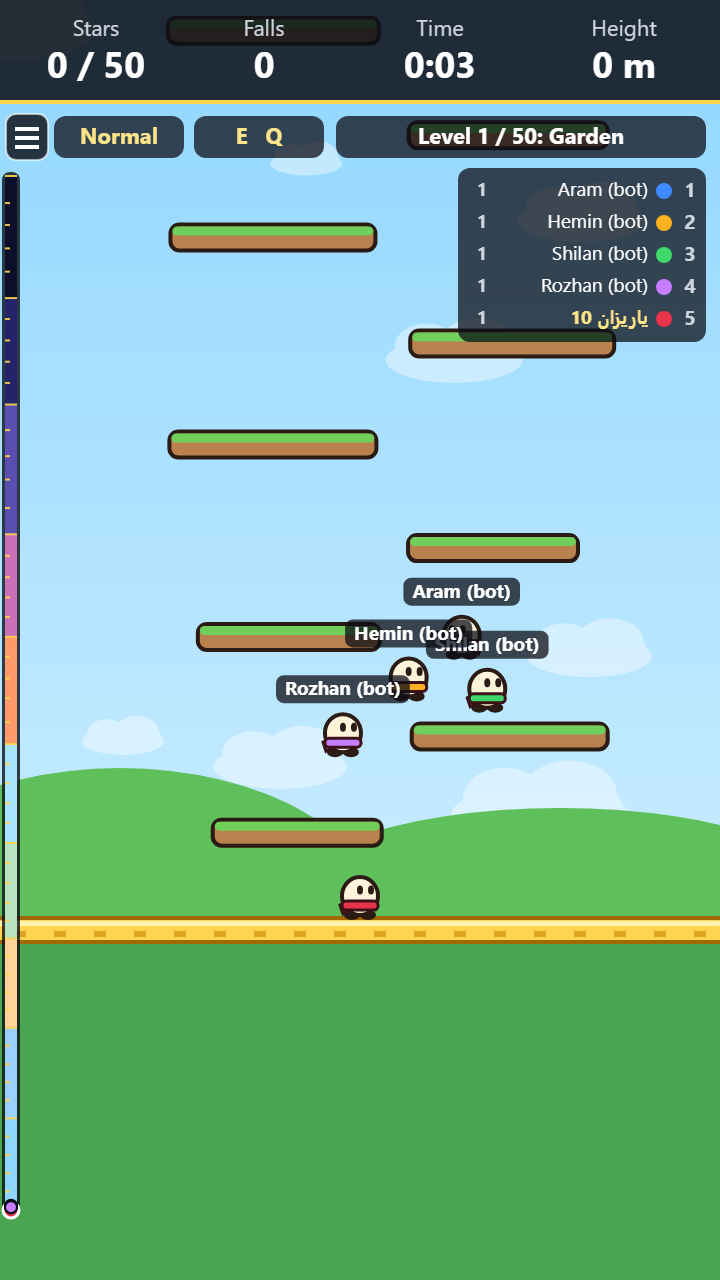 Stars Falls Time Height
0 / 50 0 0:03 0 m
Normal E Q Level 1 / 50: Garden
1 Aram (bot) 1
1 Hemin (bot) 2
1 Shilan (bot) 3
1 Rozhan (bot) 4
1 یاریزان 10 5
Aram (bot)
Hemin (bot)
Shilan (bot)
Rozhan (bot)